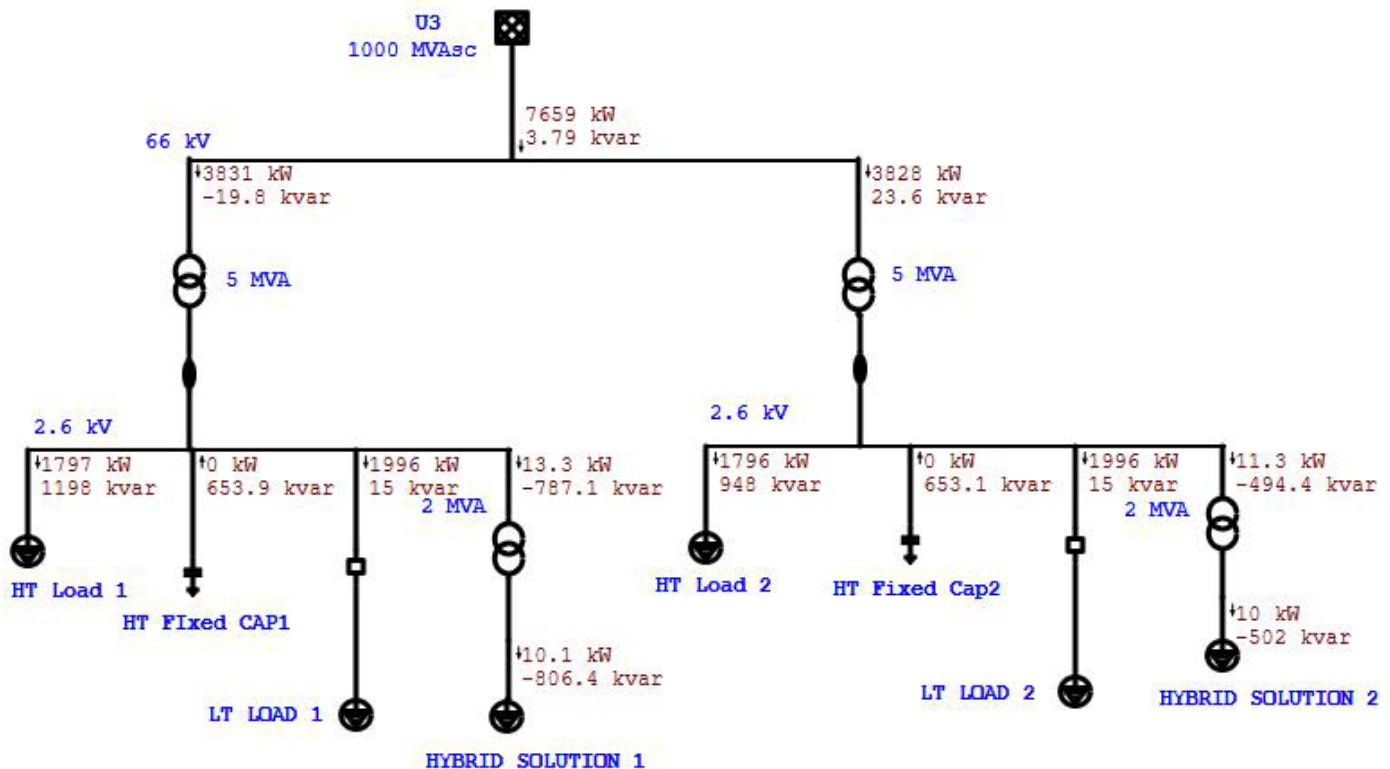 U3
1000 MVAsc
7659 kW
3.79 kvar
66 kV
3831 kW
-19.8 kvar
3828 kW
23.6 kvar
5 MVA
5 MVA
2.6 kV
1797 kW
1198 kvar
0 kW
653.9 kvar
1996 kW
15 kvar
13.3 kW
-787.1 kvar
2 MVA
HT Load 1
HT FIxed CAP1
10.1 kW
-806.4 kvar
LT LOAD 1
HYBRID SOLUTION 1
2.6 kV
1796 kW
948 kvar
0 kW
653.1 kvar
1996 kW
15 kvar
11.3 kW
-494.4 kvar
2 MVA
HT Load 2
HT Fixed Cap2
10 kW
-502 kvar
LT LOAD 2
HYBRID SOLUTION 2